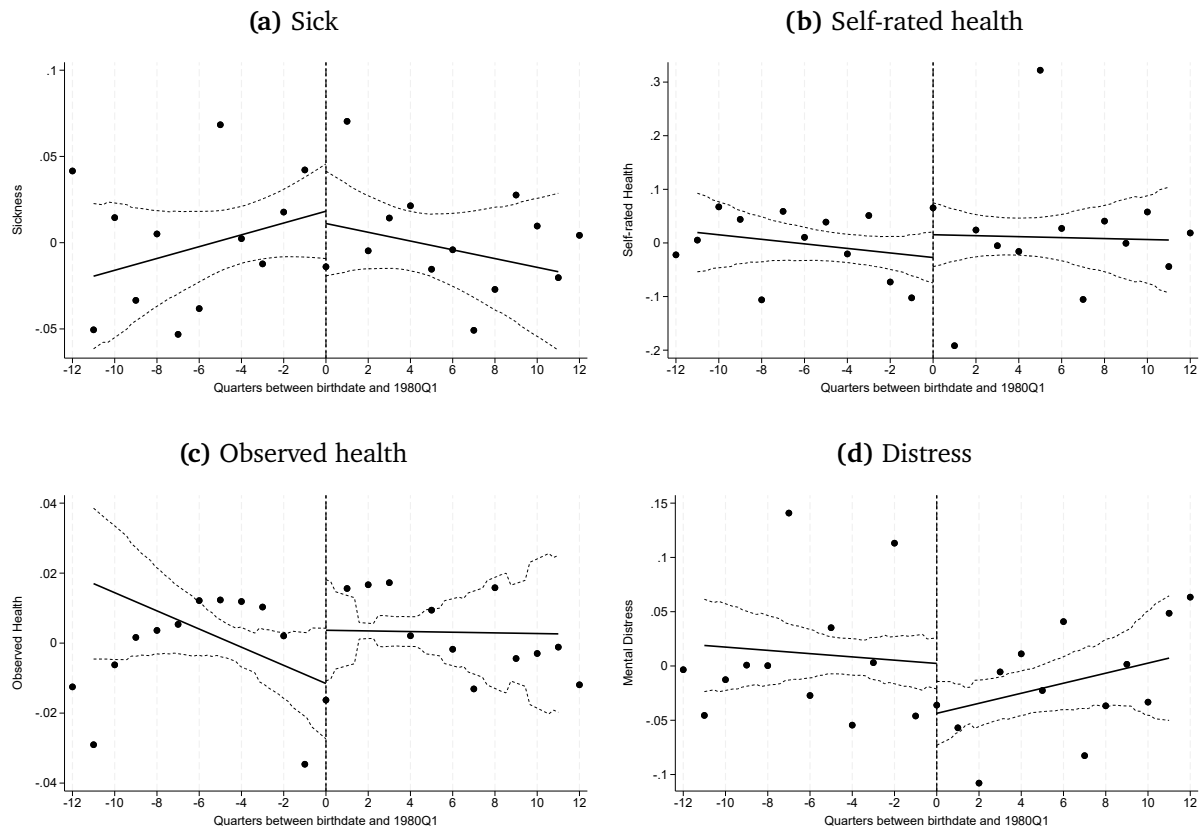 (a) Sick
.1
.05
0
-.05
Sickness
-12 -10 -8 -6 -4 -2 0 2 4 6 8 10 12
Quarters between birthdate and 1980Q1
(b) Self-rated health
.3
.2
0.1
0
0.1
-.2
Self-rated Health
-12 -10 -8 -6 -4 -2 0 2 4 6 8 10 12
Quarters between birthdate and 1980Q1
(c) Observed health
.04
0.02
0
-.02
-.04
Observed Health
-12 -10 -8 -6 -4 -2 0 2 4 6 8 10 12
Quarters between birthdate and 1980Q1
(d) Distress
.15
.1
0.05
0
-.05
-.1
Mental Distress
-12 -10 -8 -6 -4 -2 0 2 4 6 8 10 12
Quarters between birthdate and 1980Q1